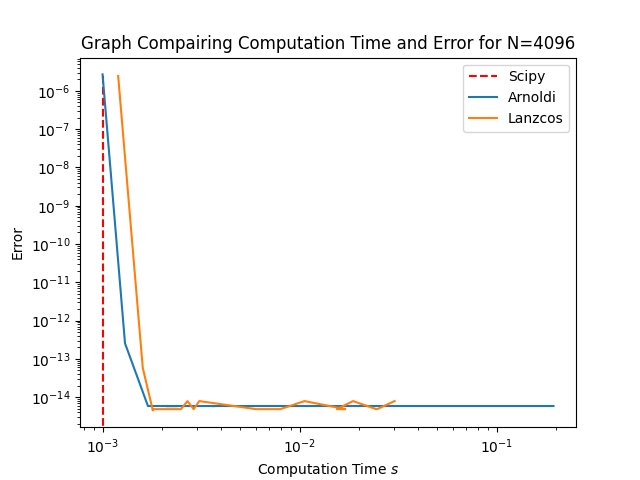 Graph Compairing Computation Time and Error for N=4096
Scipy
Arnoldi
Lanzcos
Error
10⁻⁶
10⁻⁷
10⁻⁸
10⁻⁹
10⁻¹⁰
10⁻¹¹
10⁻¹²
10⁻¹³
10⁻¹⁴
10⁻³ 10⁻² 10⁻¹
Computation Time s